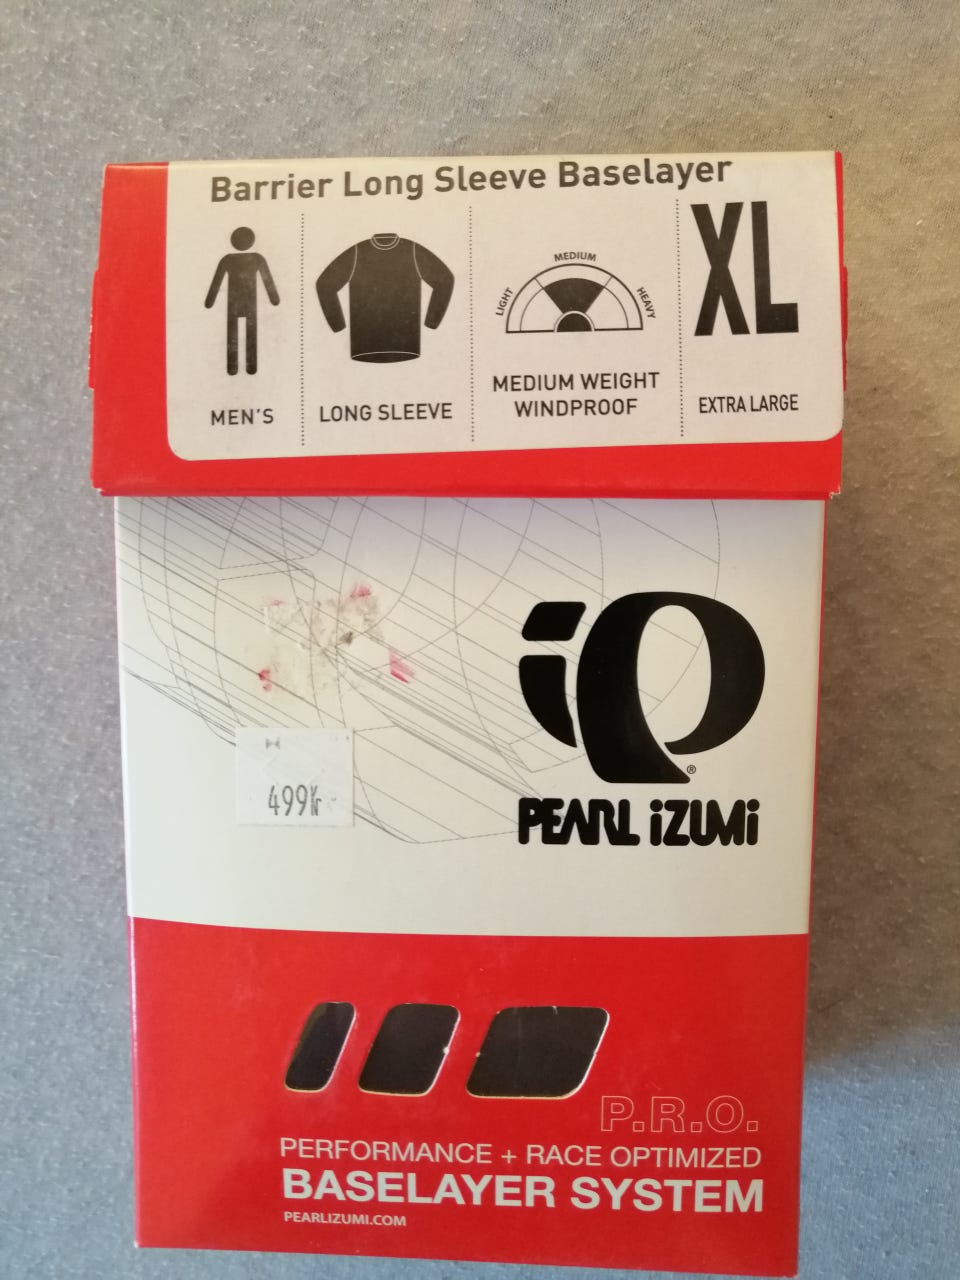 Barrier Long Sleeve Baselayer
MEN'S
LONG SLEEVE
LIGHT
MEDIUM
HEAVY
MEDIUM WEIGHT
WINDPROOF
XL
EXTRA LARGE
®
PEARL iZUMi
499Kr
P.R.O.
PERFORMANCE + RACE OPTIMIZED
BASELAYER SYSTEM
PEARLIZUMI.COM